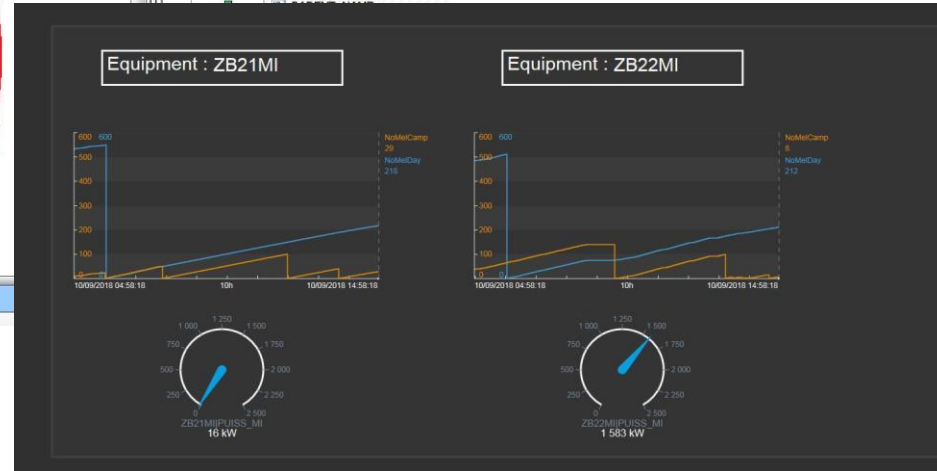 PARENT_NAME
Equipment : ZB21MI
Equipment : ZB22MI
600 600
500
400
300
200
100
0 0
10/09/2018 04:58:18 10h 10/09/2018 14:58:18
NoMelCamp
29
NoMelDay
216
600 600
500
400
300
200
100
0 0
10/09/2018 04:58:18 10h 10/09/2018 14:58:18
NoMelCamp
6
NoMelDay
212
1 250
1 000 1 500
750 1 750
500 2 000
250 2 250
0 2 500
ZB21MI|PUISS_MI
16 kW
1 250
1 000 1 500
750 1 750
500 2 000
250 2 250
0 2 500
ZB22MI|PUISS_MI
1 583 kW